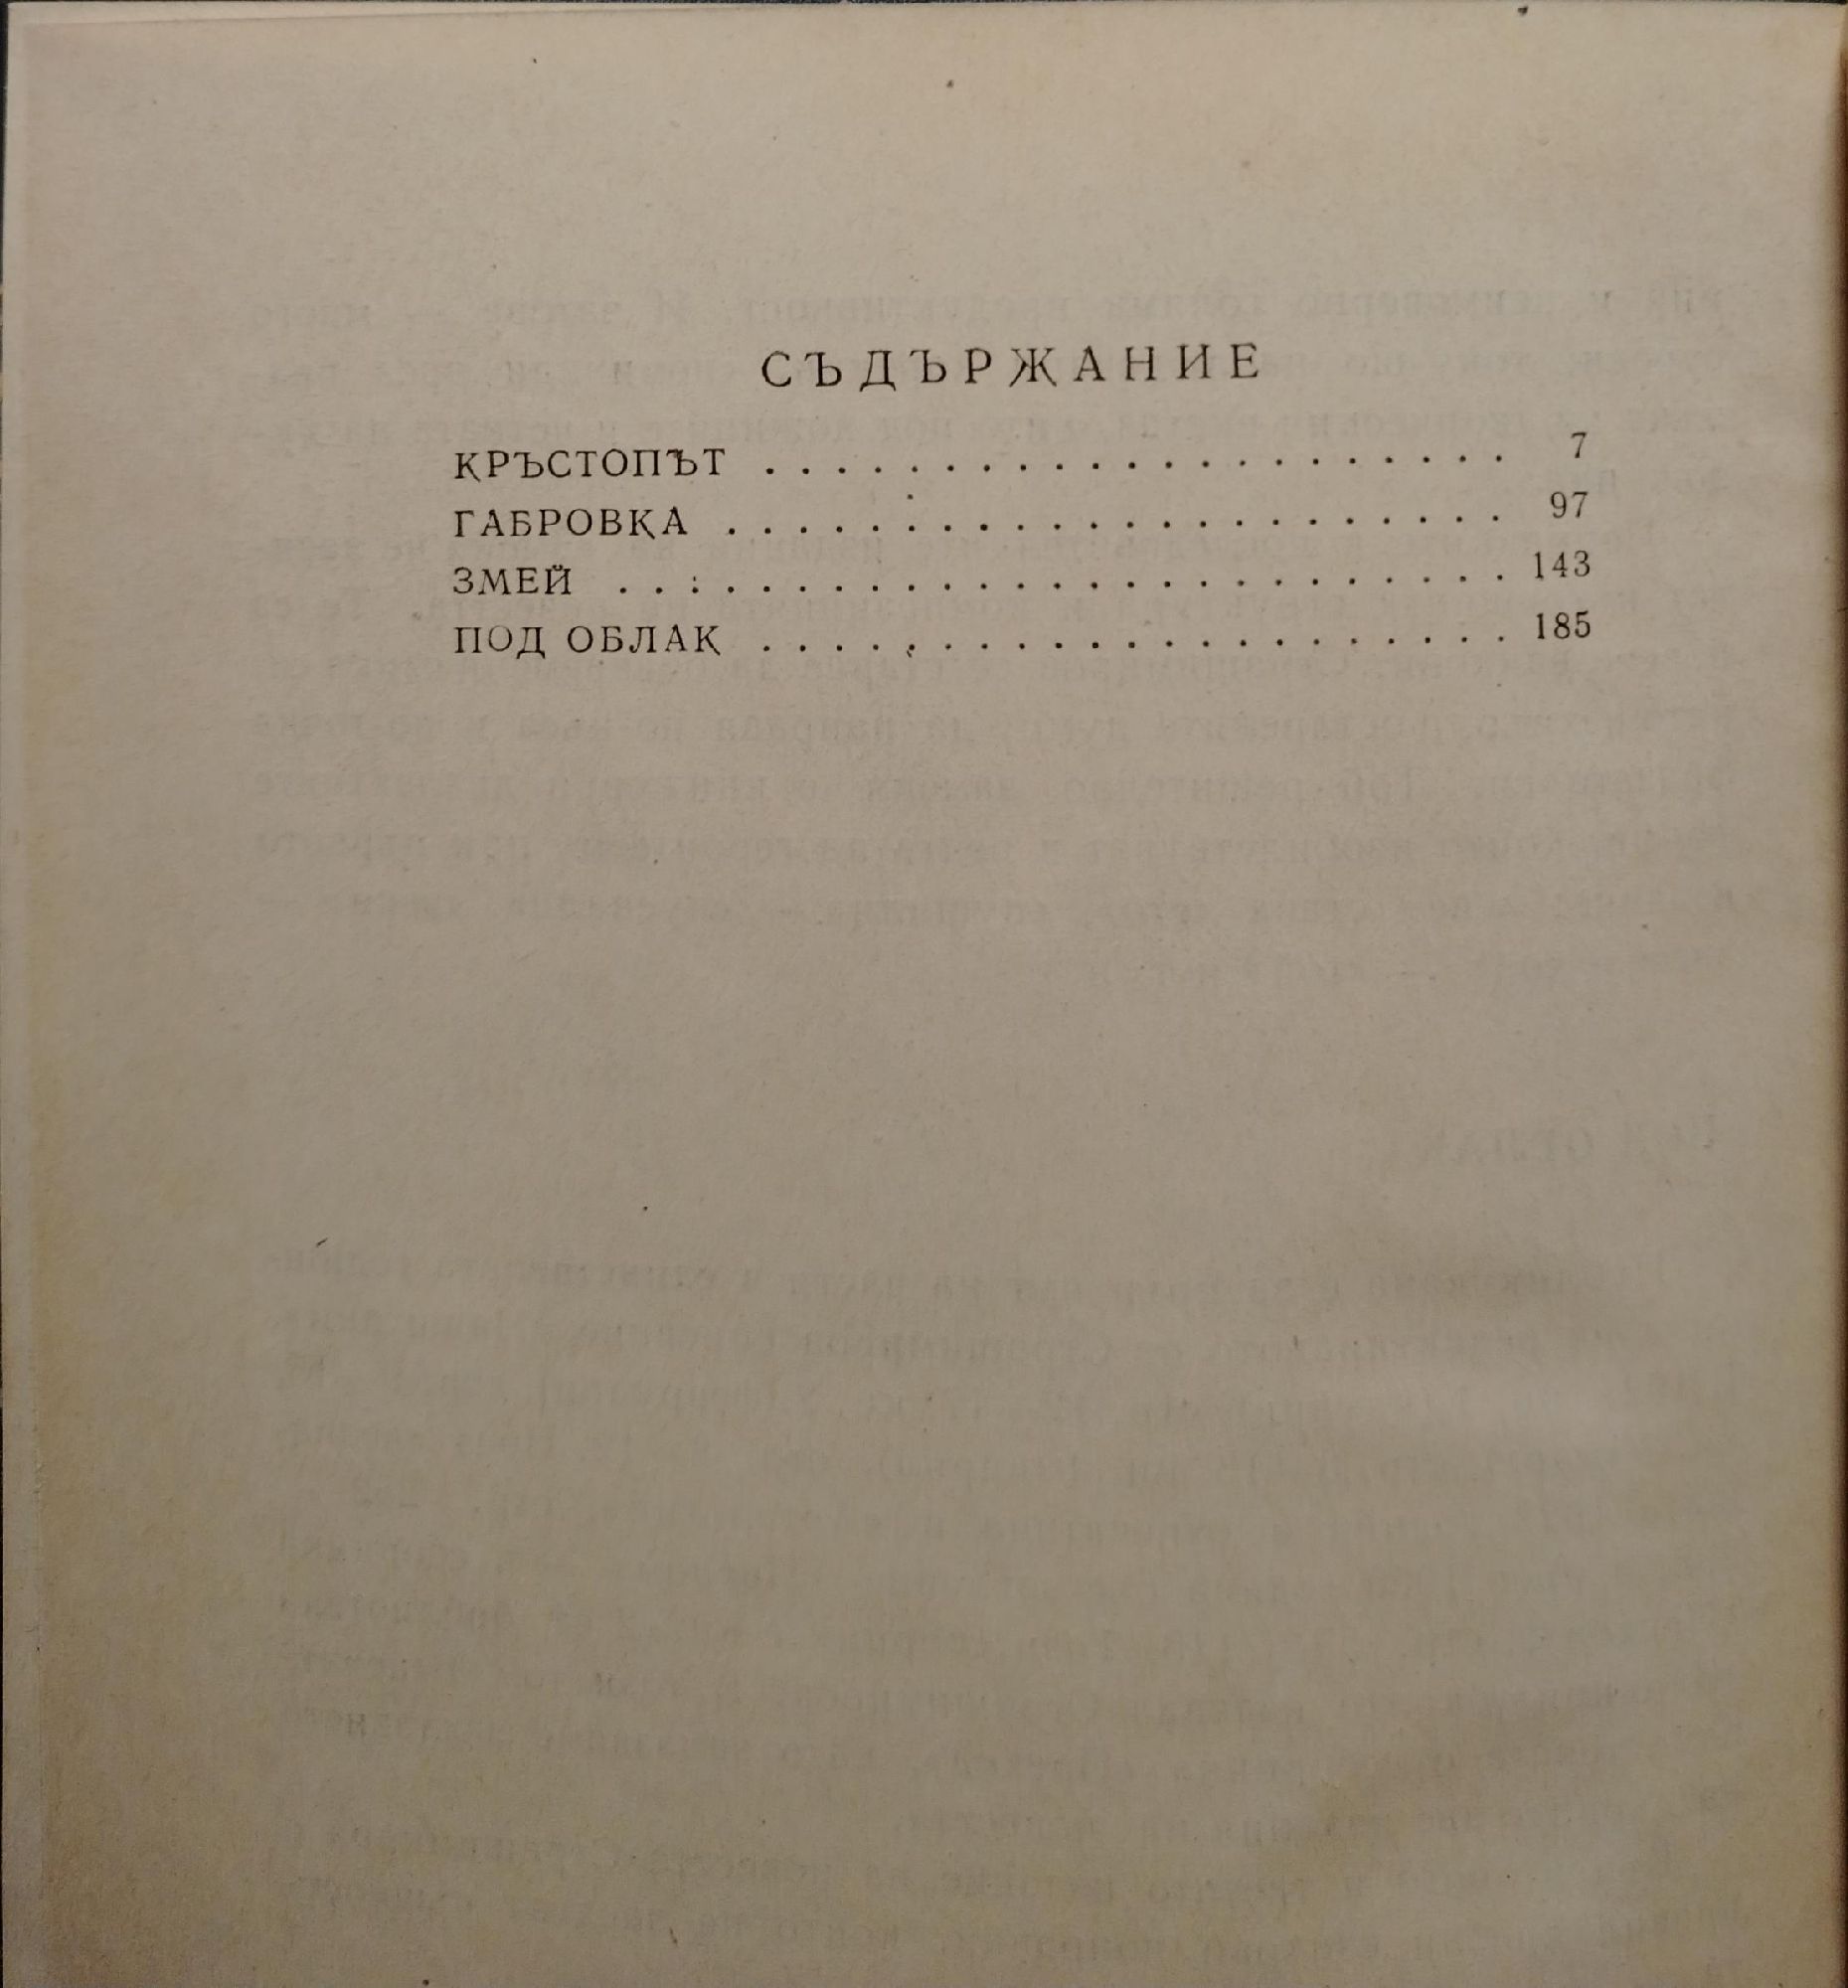 СЪДЪРЖАНИЕ
КРЪСТОПЪТ . . . . . . . . . . . . . . . . . . . . . 7
ГАБРОВКА . . . . . . . . . . . . . . . . . . . . . . 97
ЗМЕЙ . . . . . . . . . . . . . . . . . . . . . . . . . 143
ПОД ОБЛАК . . . . . . . . . . . . . . . . . . . . . 185